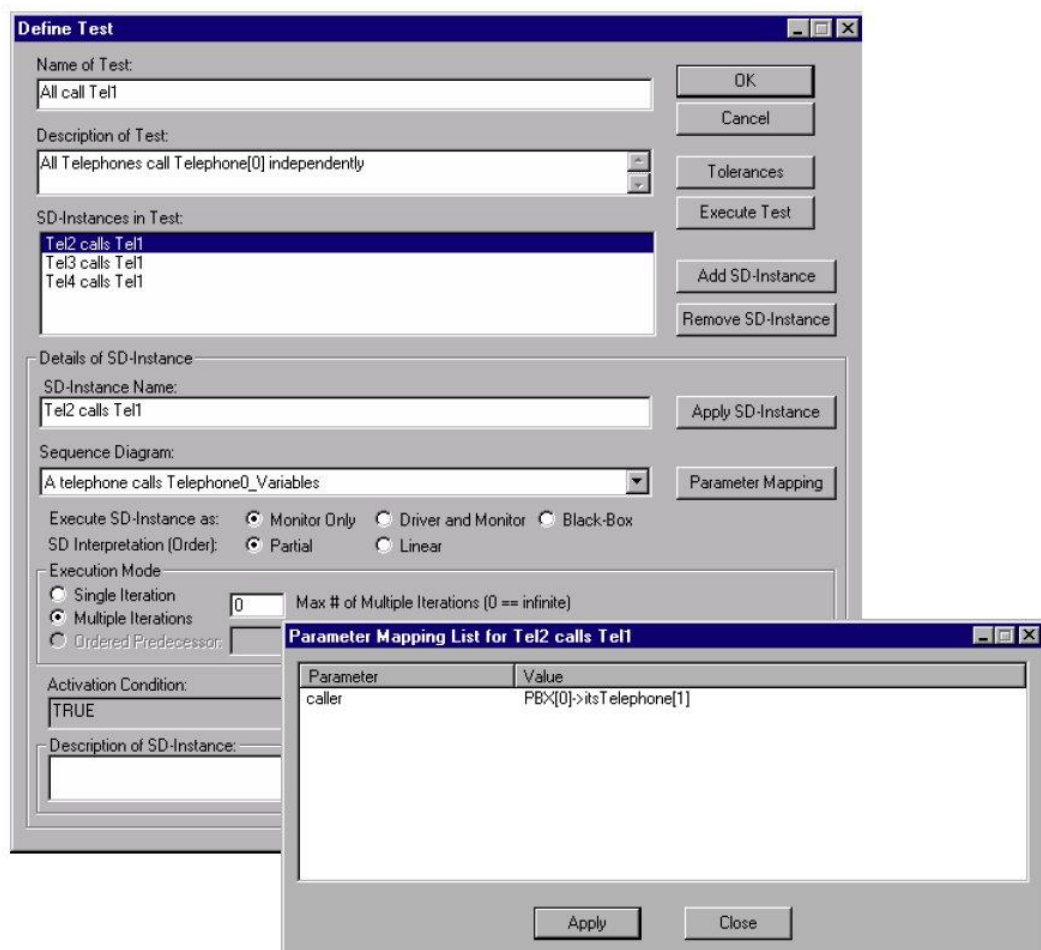 Define Test
Name of Test:
All call Tel1
OK
Cancel
Description of Test:
All Telephones call Telephone[0] independently
Tolerances
Execute Test
SD-Instances in Test:
Tel2 calls Tel1
Tel3 calls Tel1
Tel4 calls Tel1
Add SD-Instance
Remove SD-Instance
Details of SD-Instance
SD-Instance Name:
Tel2 calls Tel1
Apply SD-Instance
Sequence Diagram:
A telephone calls Telephone0_Variables
Parameter Mapping
Execute SD-Instance as: Monitor Only Driver and Monitor Black-Box
SD Interpretation (Order): Partial Linear
Execution Mode
Single Iteration
Multiple Iterations
0 Max # of Multiple Iterations (0 == infinite)
Ordered Predecessor:
Activation Condition:
TRUE
Description of SD-Instance:
Parameter Mapping List for Tel2 calls Tel1
Parameter Value
caller PBX[0]->itsTelephone[1]
Apply Close